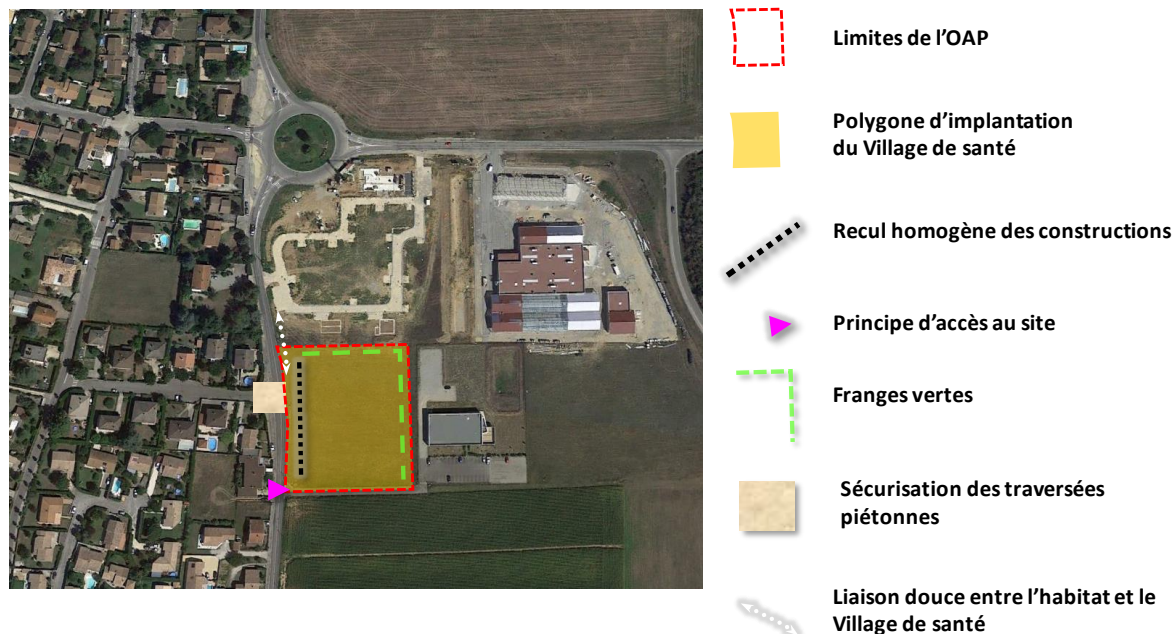 Limites de l'OAP
Polygone d'implantation
du Village de santé
Recul homogène des constructions
Principe d'accès au site
Franges vertes
Sécurisation des traversées
piétonnes
Liaison douce entre l'habitat et le
Village de santé